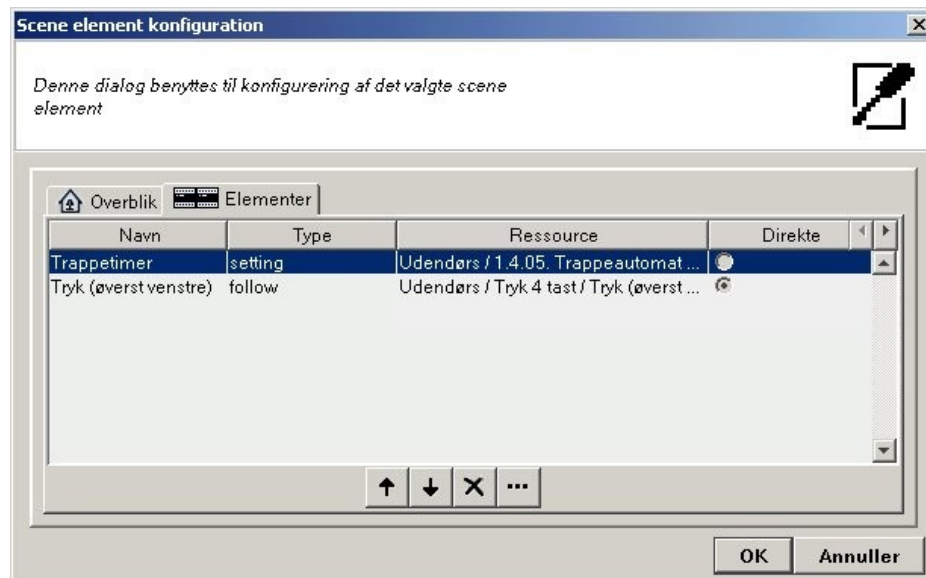 Scene element konfiguration
Denne dialog benyttes til konfigurering af det valgte scene
element
Overblik Elementer
Navn Type Ressource Direkte
Trappetimer setting Udendørs / 1.4.05. Trappeautomat ...
Tryk (øverst venstre) follow Udendørs / Tryk 4 tast / Tryk (øverst ...
OK Annuller